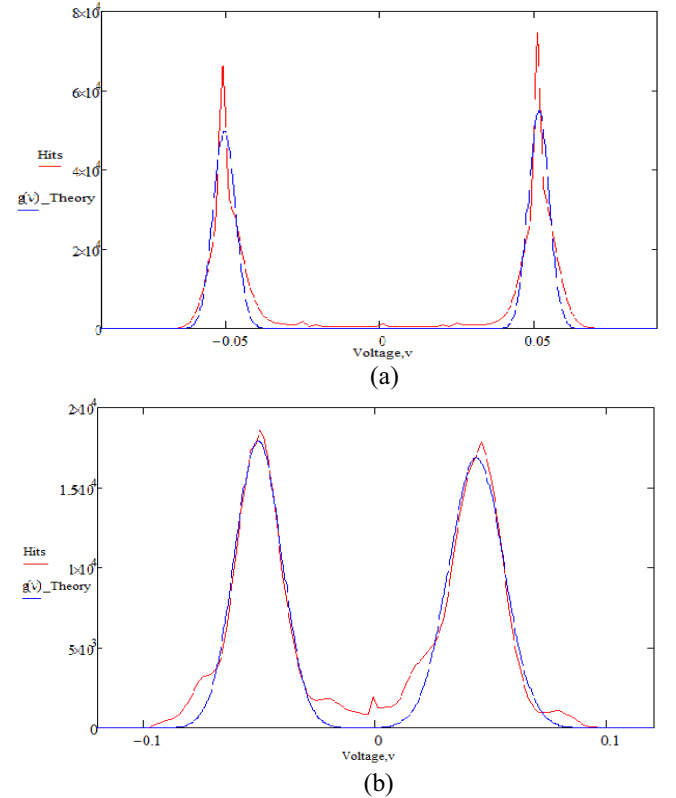 8×10⁴
6×10⁴
Hits
4×10⁴
g(v)_Theory
2×10⁴
0
−0.05 0 0.05
Voltage,v
(a)
2×10⁴
1.5×10⁴
Hits
1×10⁴
g(v)_Theory
5×10³
0
−0.1 0 0.1
Voltage,v
(b)